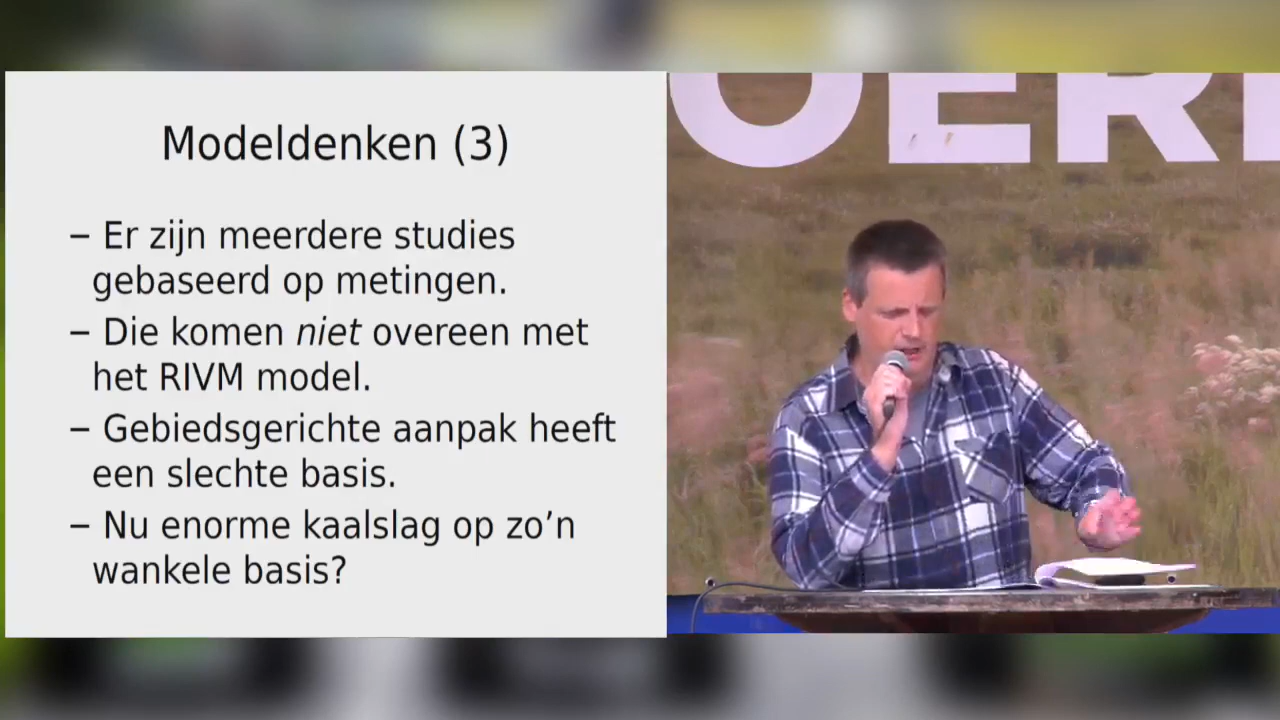 Modeldenken (3)
– Er zijn meerdere studies
gebaseerd op metingen.
– Die komen niet overeen met
het RIVM model.
– Gebiedsgerichte aanpak heeft
een slechte basis.
– Nu enorme kaalslag op zo’n
wankele basis?
OER